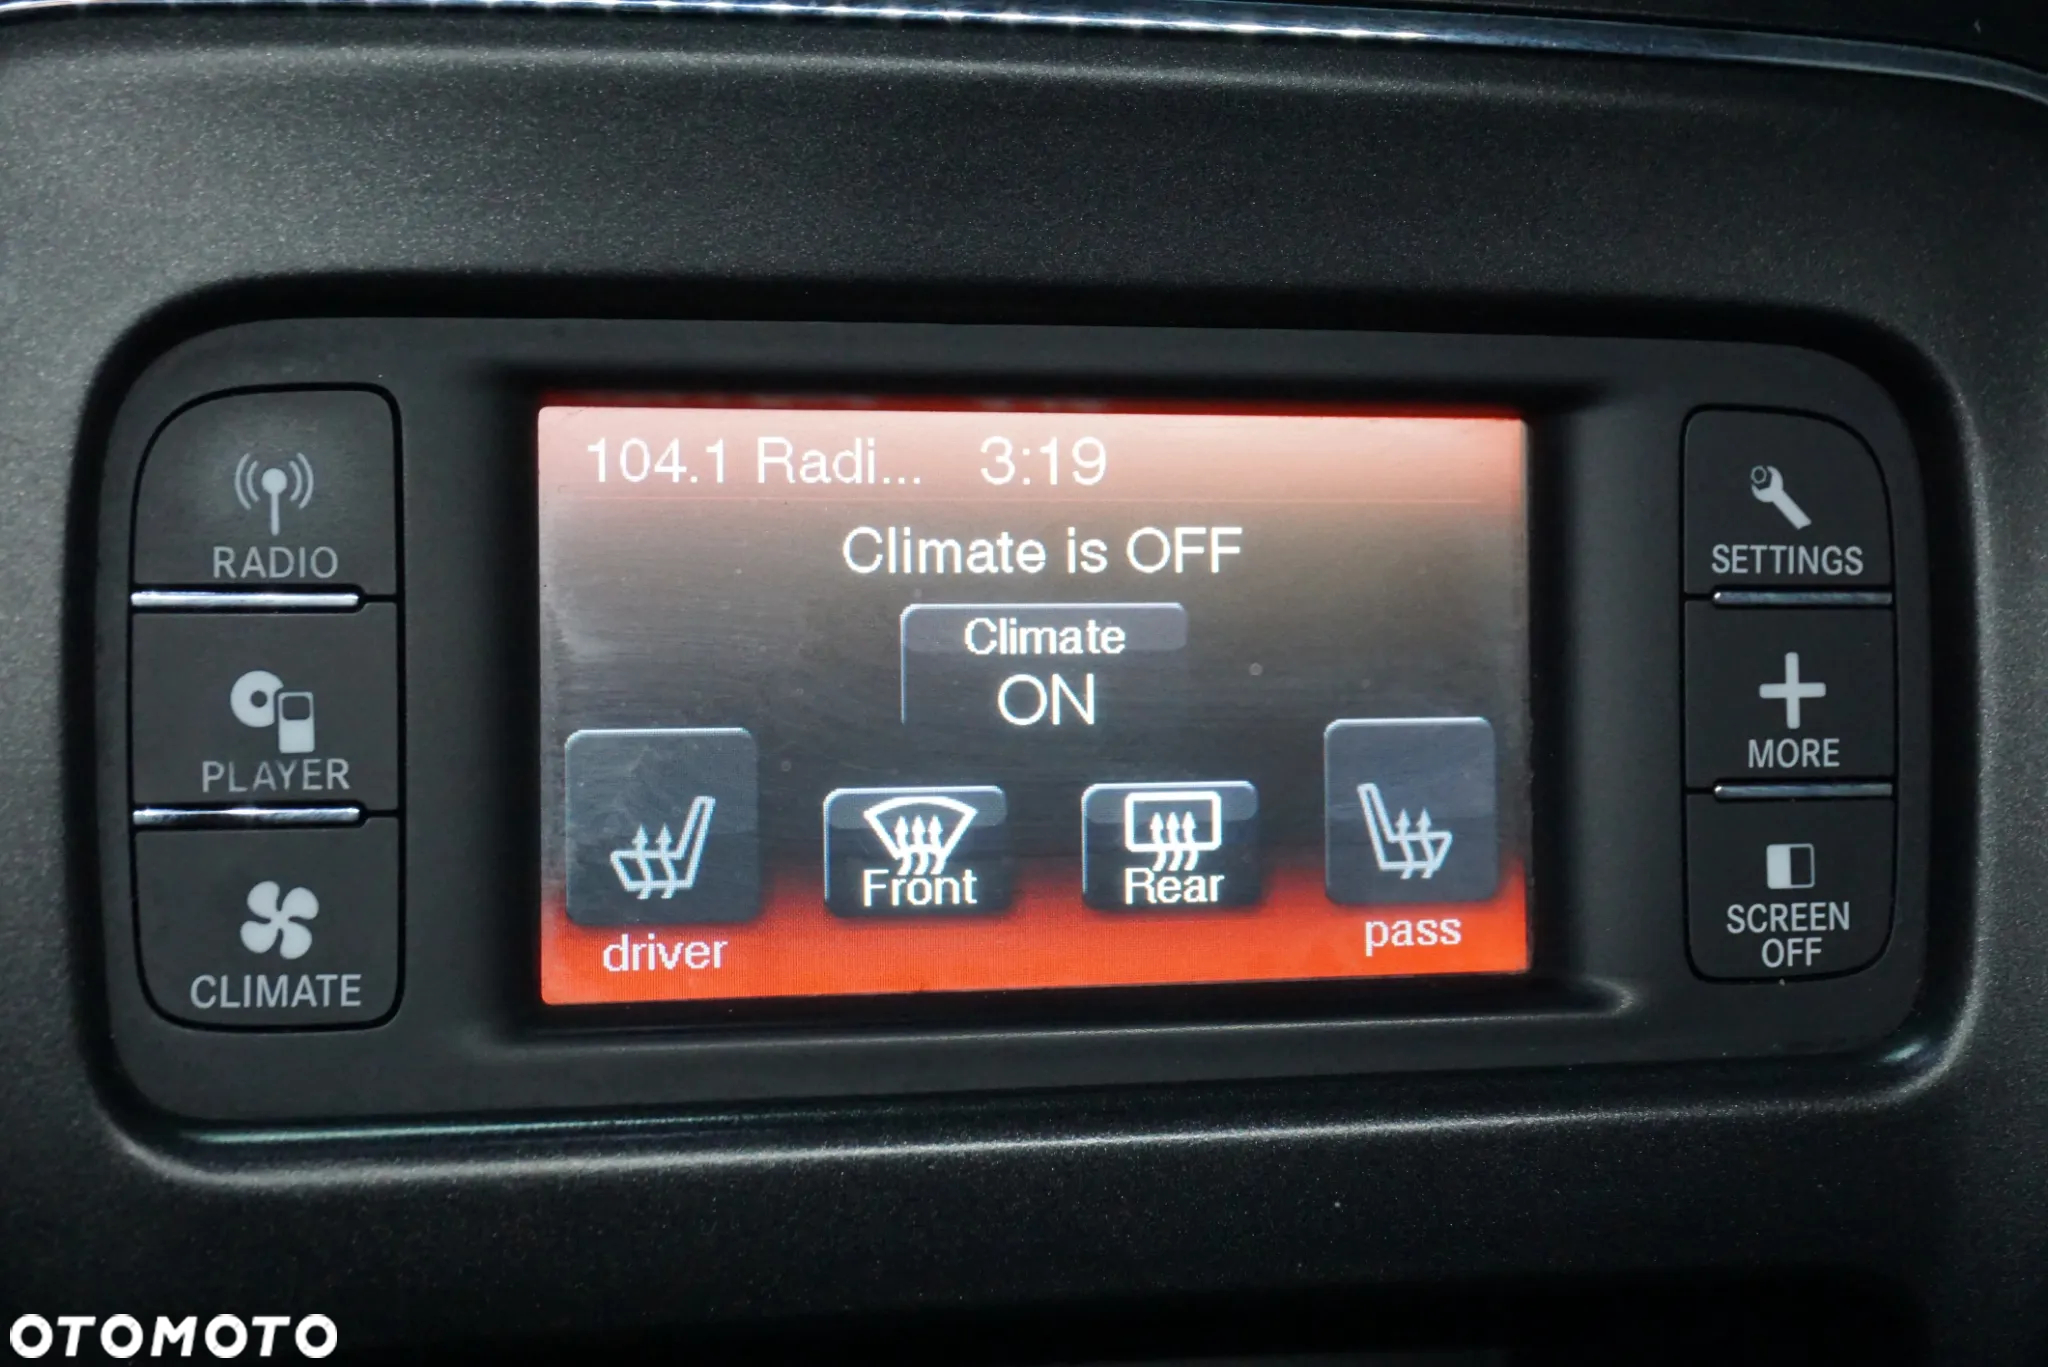 104.1 Radi... 3:19
Climate is OFF
Climate
ON
Front
Rear
driver
pass
RADIO
PLAYER
CLIMATE
SETTINGS
MORE
SCREEN
OFF
OTOMOTO